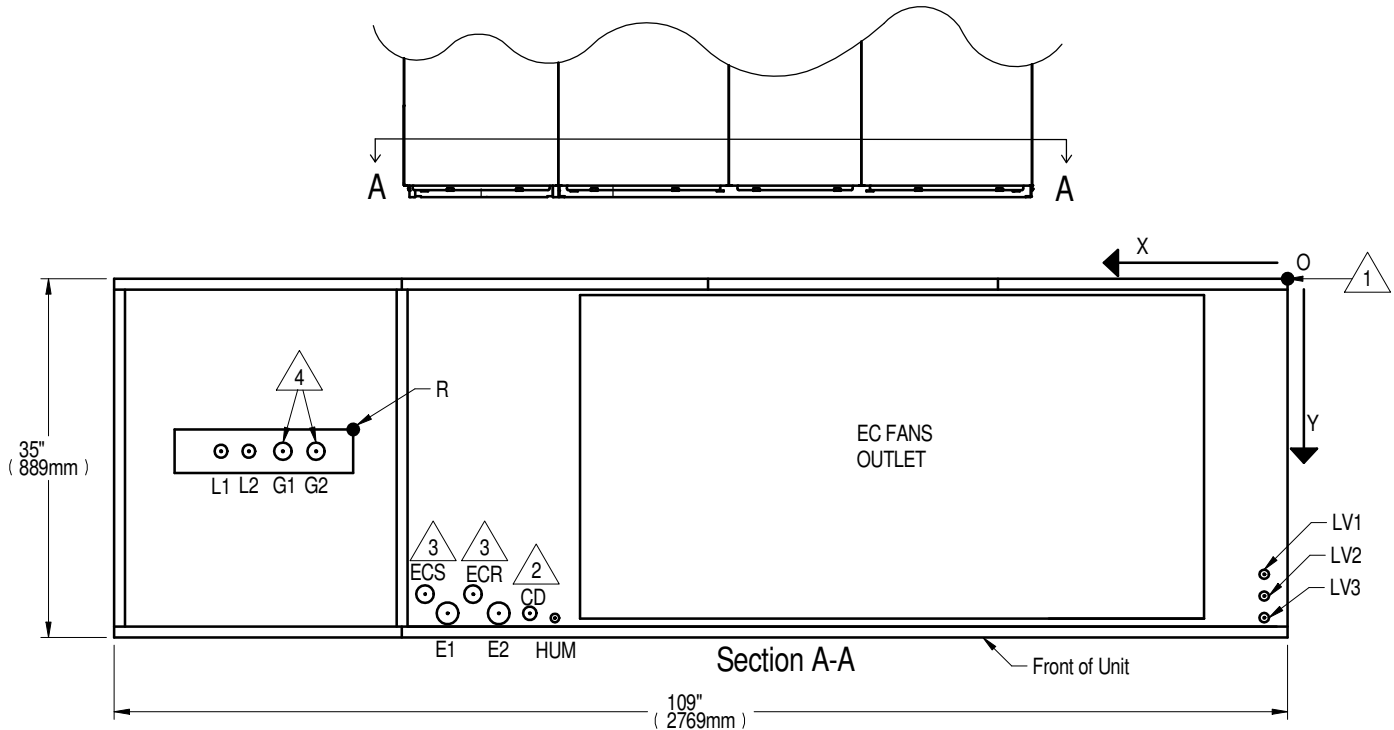 A
A
X
O
1
4
R
35"
( 889mm )
EC FANS
OUTLET
Y
L1 L2 G1 G2
LV1
3
3
ECS
ECR
2
CD
LV2
LV3
E1
E2
HUM
Section A-A
Front of Unit
109"
( 2769mm )